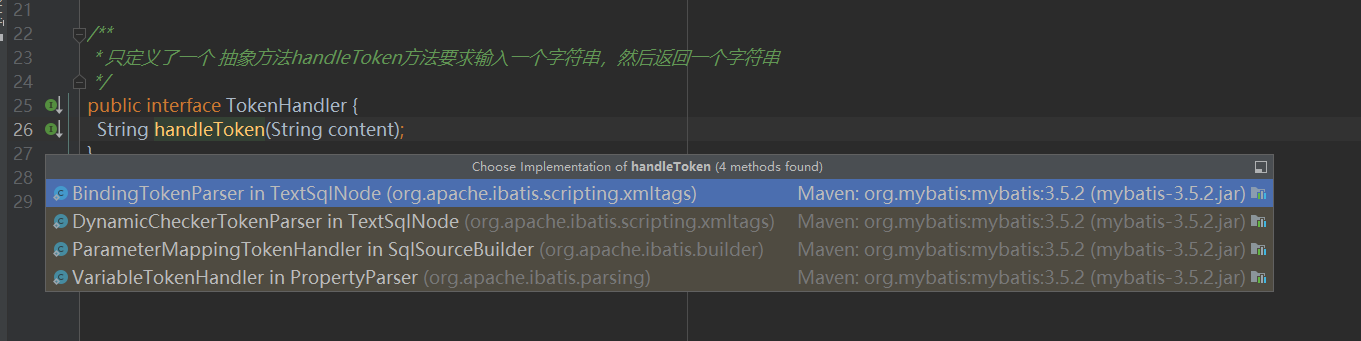 21
22 /**
23 * 只定义了一个 抽象方法handleToken方法要求输入一个字符串，然后返回一个字符串
24 */
25 public interface TokenHandler {
26 String handleToken(String content);
27 }
Choose Implementation of handleToken (4 methods found)
28 BindingTokenParser in TextSqlNode (org.apache.ibatis.scripting.xmltags) Maven: org.mybatis:mybatis:3.5.2 (mybatis-3.5.2.jar)
29 DynamicCheckerTokenParser in TextSqlNode (org.apache.ibatis.scripting.xmltags) Maven: org.mybatis:mybatis:3.5.2 (mybatis-3.5.2.jar)
ParameterMappingTokenHandler in SqlSourceBuilder (org.apache.ibatis.builder) Maven: org.mybatis:mybatis:3.5.2 (mybatis-3.5.2.jar)
VariableTokenHandler in PropertyParser (org.apache.ibatis.parsing) Maven: org.mybatis:mybatis:3.5.2 (mybatis-3.5.2.jar)